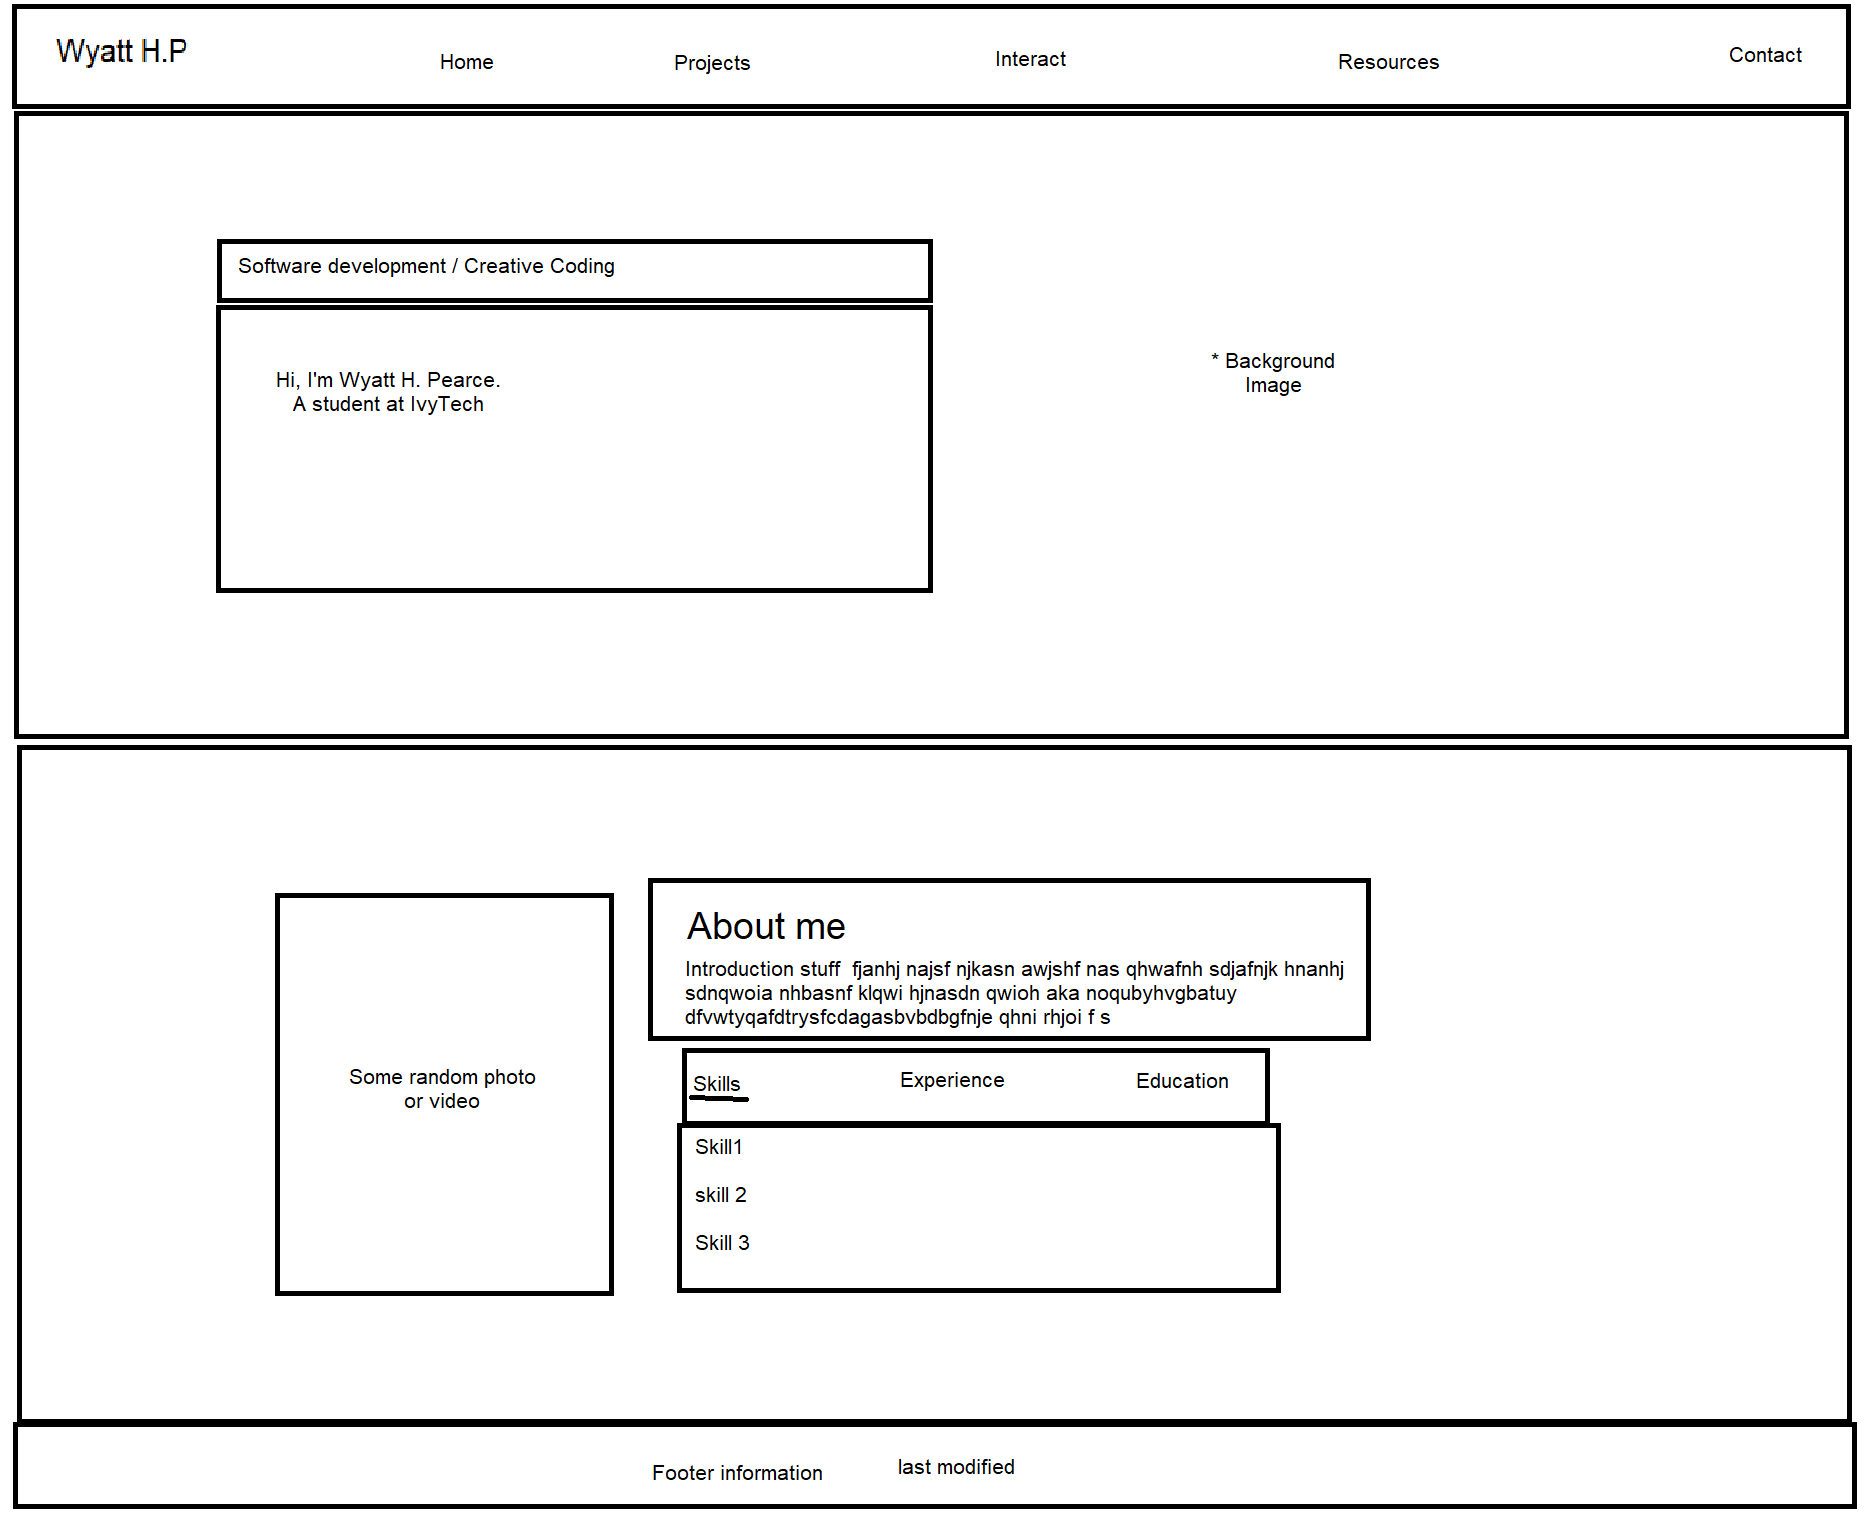 Wyatt H.P
Home
Projects
Interact
Resources
Contact
Software development / Creative Coding
Hi, I'm Wyatt H. Pearce.
A student at IvyTech
* Background
Image
Some random photo
or video
About me
Introduction stuff  fjanhj najsf njkasn awjshf nas qhwafnh sdjafnjk hnanhj
sdnqwoia nhbasnf klqwi hjnasdn qwioh aka noqubyhvgbatuy
dfvwtyqafdtrysfcdagasbvbdbgfnje qhni rhjoi f s
Skills
Experience
Education
Skill1
skill 2
Skill 3
Footer information
last modified